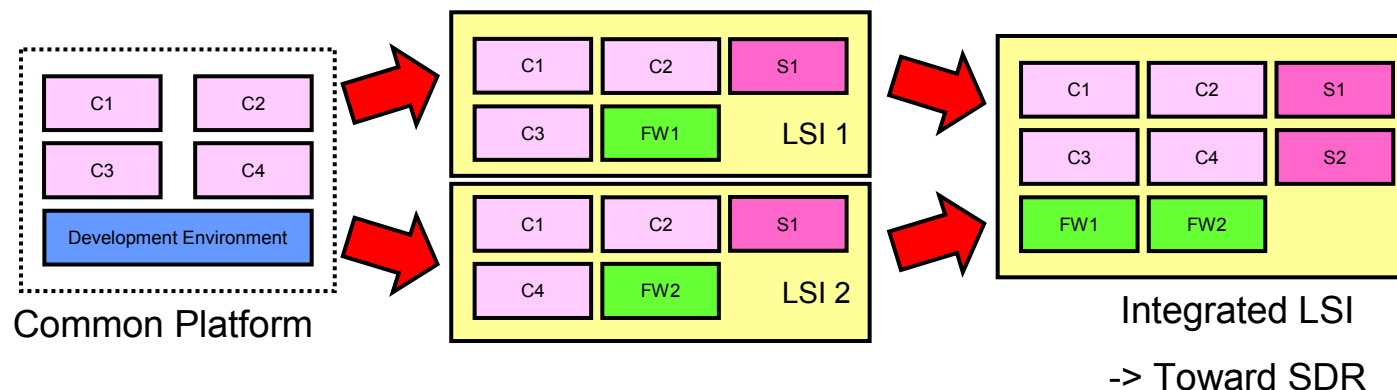 C1 C2
C3 C4
Development Environment
Common Platform
C1 C2 S1
C3 FW1 LSI 1
C1 C2 S1
C4 FW2 LSI 2
C1 C2 S1
C3 C4 S2
FW1 FW2
Integrated LSI
-> Toward SDR